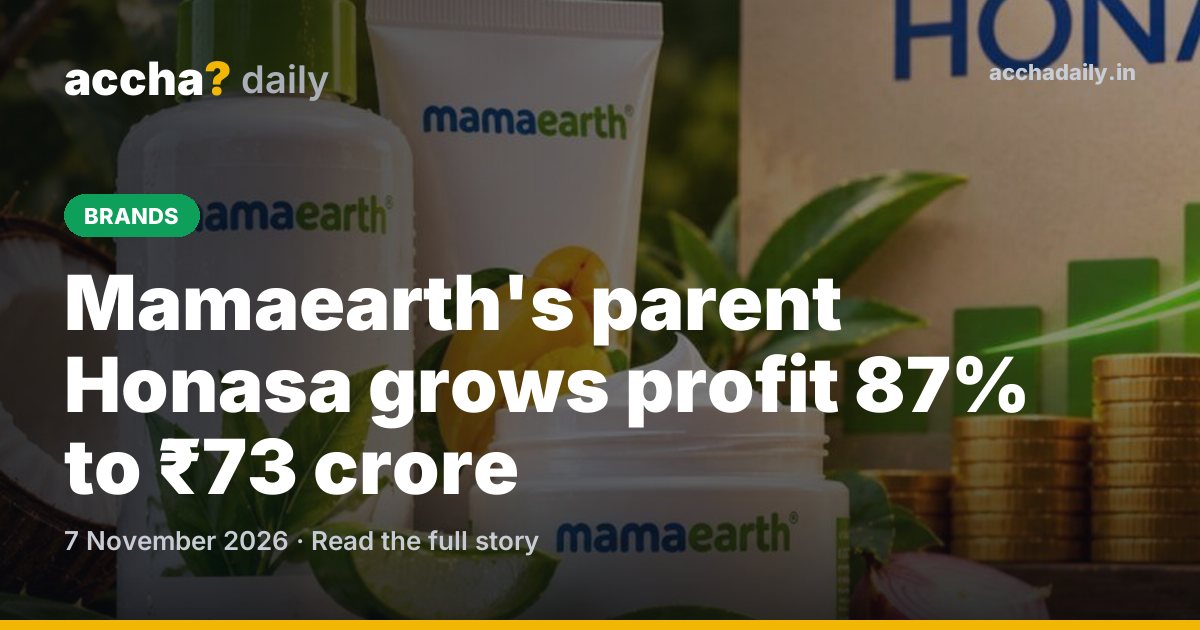 accha? daily
acchadaily.in
HONA
mamaearth®
amaearth®
BRANDS
Mamaearth's parent
Honasa grows profit 87%
to ₹73 crore
7 November 2026 · Read the full story
mamaearth®